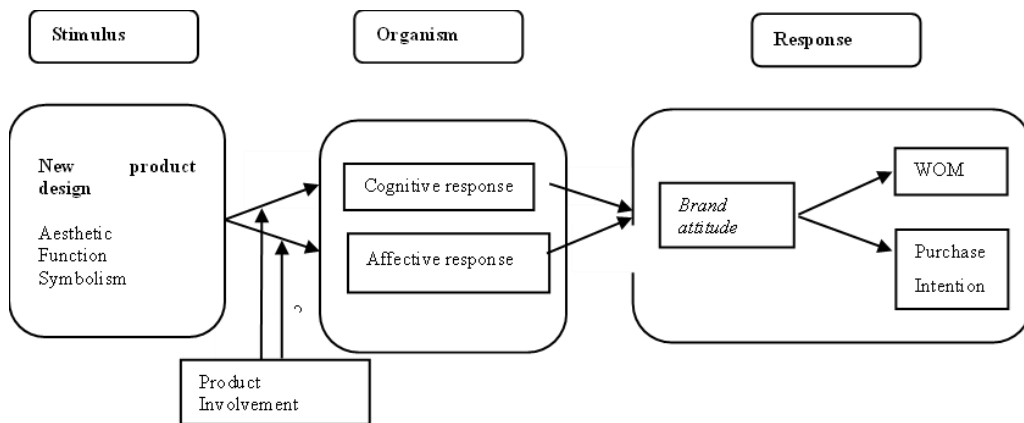 Stimulus
Organism
Response
New product
design
Aesthetic
Function
Symbolism
Cognitive response
Affective response
Brand
attitude
WOM
Purchase
Intention
Product
Involvement